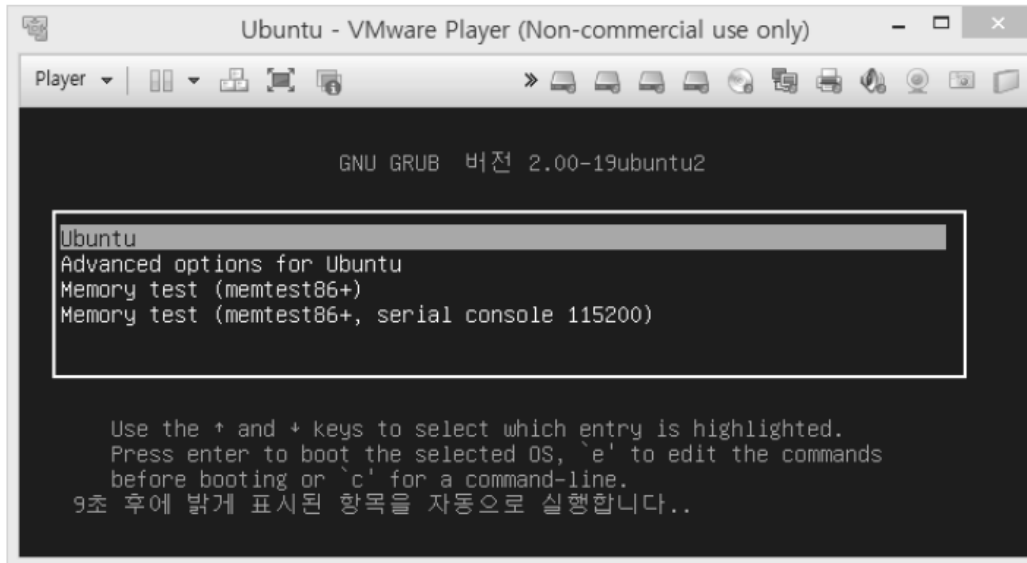 Ubuntu - VMware Player (Non-commercial use only)
Player
GNU GRUB 버전 2.00-19ubuntu2
Ubuntu
Advanced options for Ubuntu
Memory test (memtest86+)
Memory test (memtest86+, serial console 115200)
Use the ↑ and ↓ keys to select which entry is highlighted.
Press enter to boot the selected OS, `e' to edit the commands
before booting or `c' for a command-line.
9초 후에 밝게 표시된 항목을 자동으로 실행합니다..